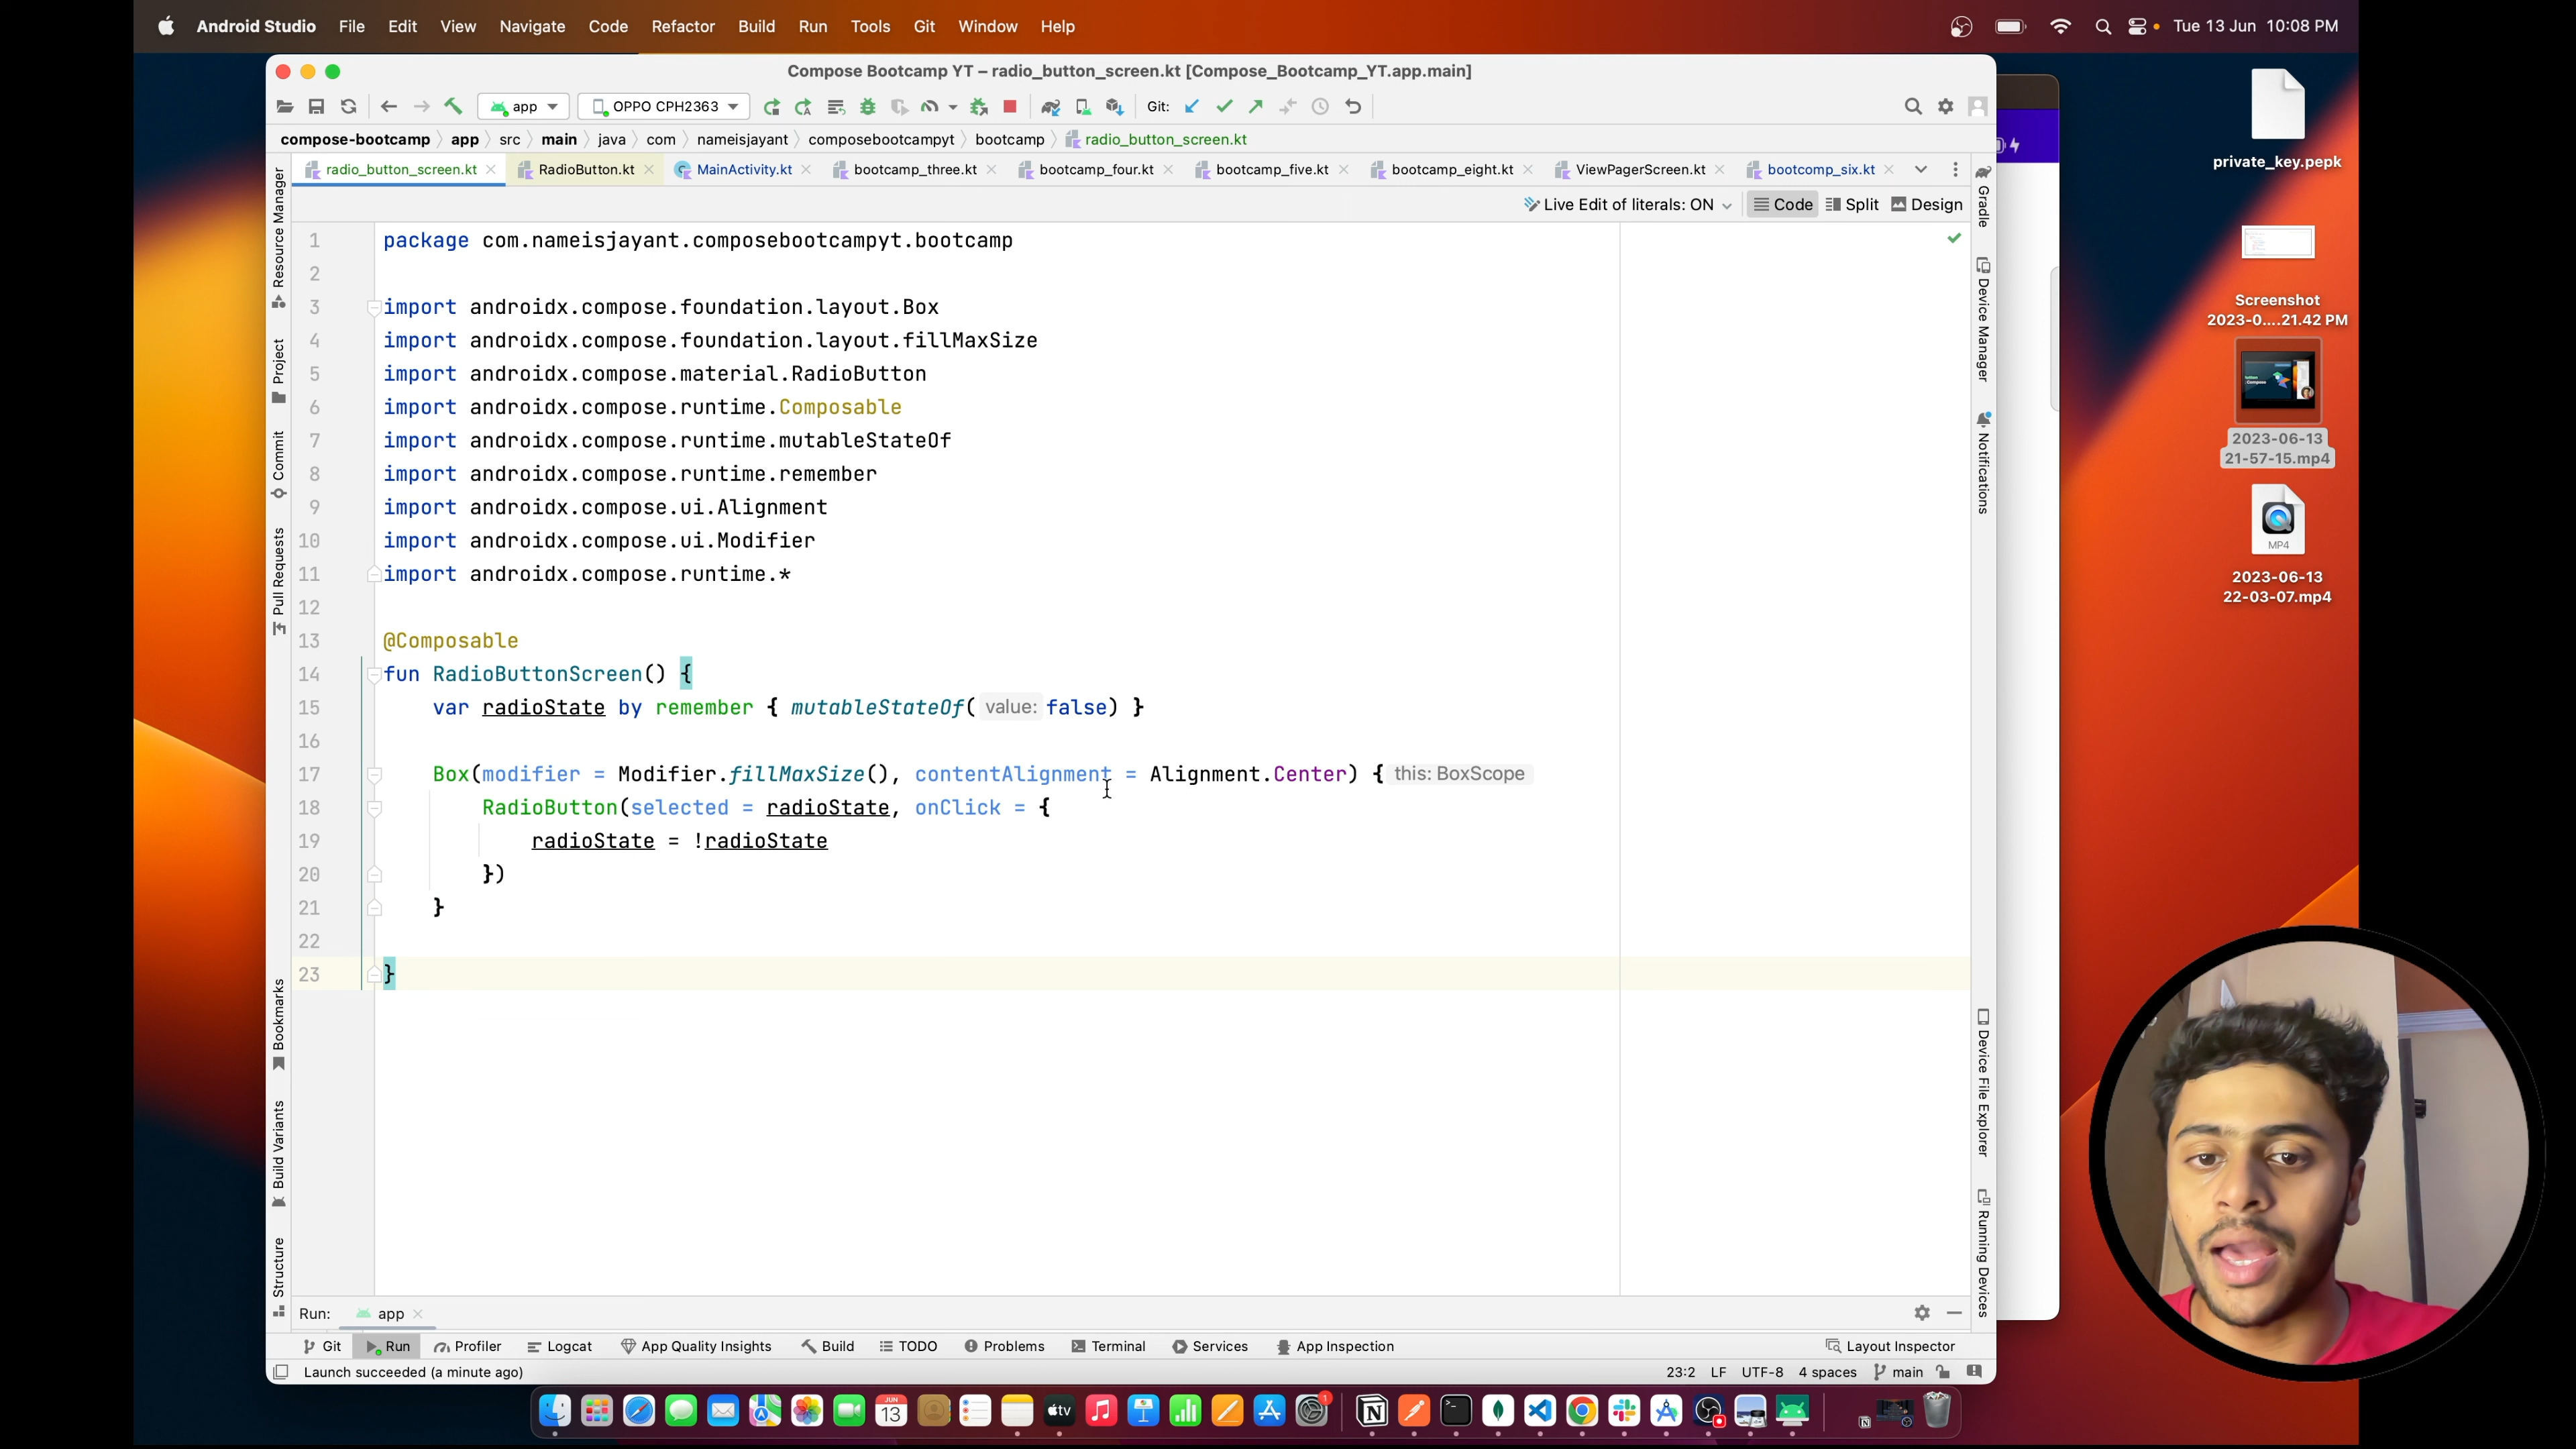 Android Studio File Edit View Navigate Code Refactor Build Run Tools Git Window Help
Tue 13 Jun 10:08 PM
Compose Bootcamp YT – radio_button_screen.kt [Compose_Bootcamp_YT.app.main]
app
OPPO CPH2363
Git:
compose-bootcamp app src main java com nameisjayant composebootcampyt bootcamp radio_button_screen.kt
radio_button_screen.kt RadioButton.kt MainActivity.kt bootcamp_three.kt bootcamp_four.kt bootcamp_five.kt bootcamp_eight.kt ViewPagerScreen.kt bootcomp_six.kt
Live Edit of literals: ON Code Split Design
1 package com.nameisjayant.composebootcampyt.bootcamp
2
3 import androidx.compose.foundation.layout.Box
4 import androidx.compose.foundation.layout.fillMaxSize
5 import androidx.compose.material.RadioButton
6 import androidx.compose.runtime.Composable
7 import androidx.compose.runtime.mutableStateOf
8 import androidx.compose.runtime.remember
9 import androidx.compose.ui.Alignment
10 import androidx.compose.ui.Modifier
11 import androidx.compose.runtime.*
12
13 @Composable
14 fun RadioButtonScreen() {
15 var radioState by remember { mutableStateOf( value: false) }
16
17 Box(modifier = Modifier.fillMaxSize(), contentAlignment = Alignment.Center) { this: BoxScope
18 RadioButton(selected = radioState, onClick = {
19 radioState = !radioState
20 })
21 }
22
23 }
Resource Manager
Project
Commit
Pull Requests
Bookmarks
Build Variants
Structure
Gradle
Device Manager
Notifications
Device File Explorer
Running Devices
Run: app
Git Run Profiler Logcat App Quality Insights Build TODO Problems Terminal Services App Inspection Layout Inspector
Launch succeeded (a minute ago)
23:2 LF UTF-8 4 spaces main
private_key.pepk
Screenshot
2023-0....21.42 PM
2023-06-13
21-57-15.mp4
MP4
2023-06-13
22-03-07.mp4
JUN
13
tv
1